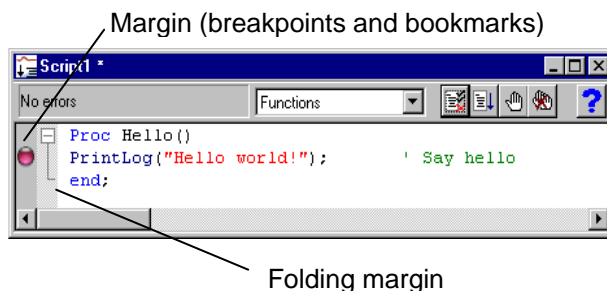 Margin (breakpoints and bookmarks)
Script1 *
No errors
Functions
?
Proc Hello()
PrintLog("Hello world!"); ' Say hello
end;
Folding margin